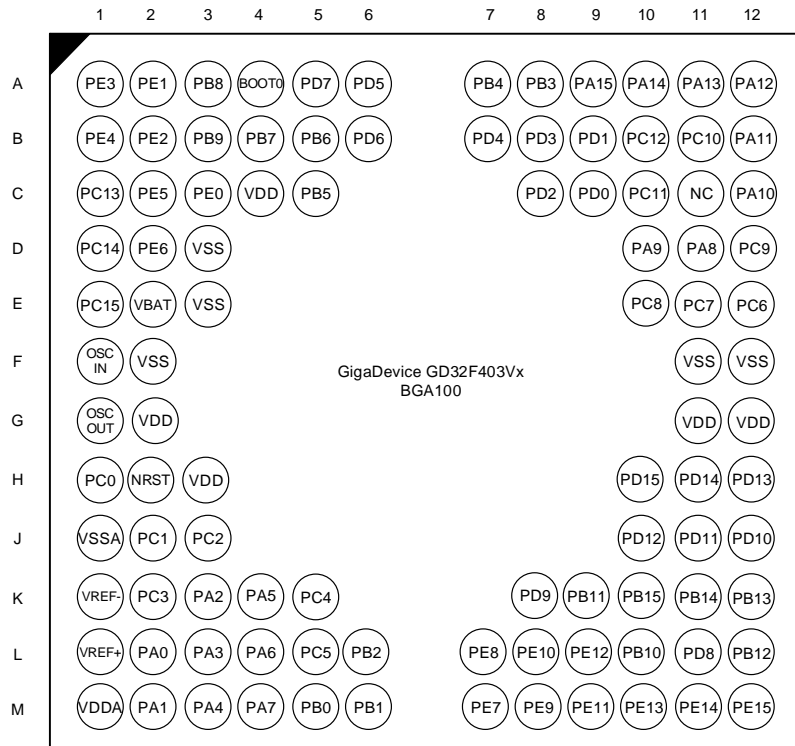 1 2 3 4 5 6 7 8 9 10 11 12
A PE3 PE1 PB8 BOOT0 PD7 PD5 PB4 PB3 PA15 PA14 PA13 PA12
B PE4 PE2 PB9 PB7 PB6 PD6 PD4 PD3 PD1 PC12 PC10 PA11
C PC13 PE5 PE0 VDD PB5 PD2 PD0 PC11 NC PA10
D PC14 PE6 VSS PA9 PA8 PC9
E PC15 VBAT VSS PC8 PC7 PC6
F OSC IN VSS VSS VSS
GigaDevice GD32F403Vx
BGA100
G OSC OUT VDD VDD VDD
H PC0 NRST VDD PD15 PD14 PD13
J VSSA PC1 PC2 PD12 PD11 PD10
K VREF- PC3 PA2 PA5 PC4 PD9 PB11 PB15 PB14 PB13
L VREF+ PA0 PA3 PA6 PC5 PB2 PE8 PE10 PE12 PB10 PD8 PB12
M VDDA PA1 PA4 PA7 PB0 PB1 PE7 PE9 PE11 PE13 PE14 PE15